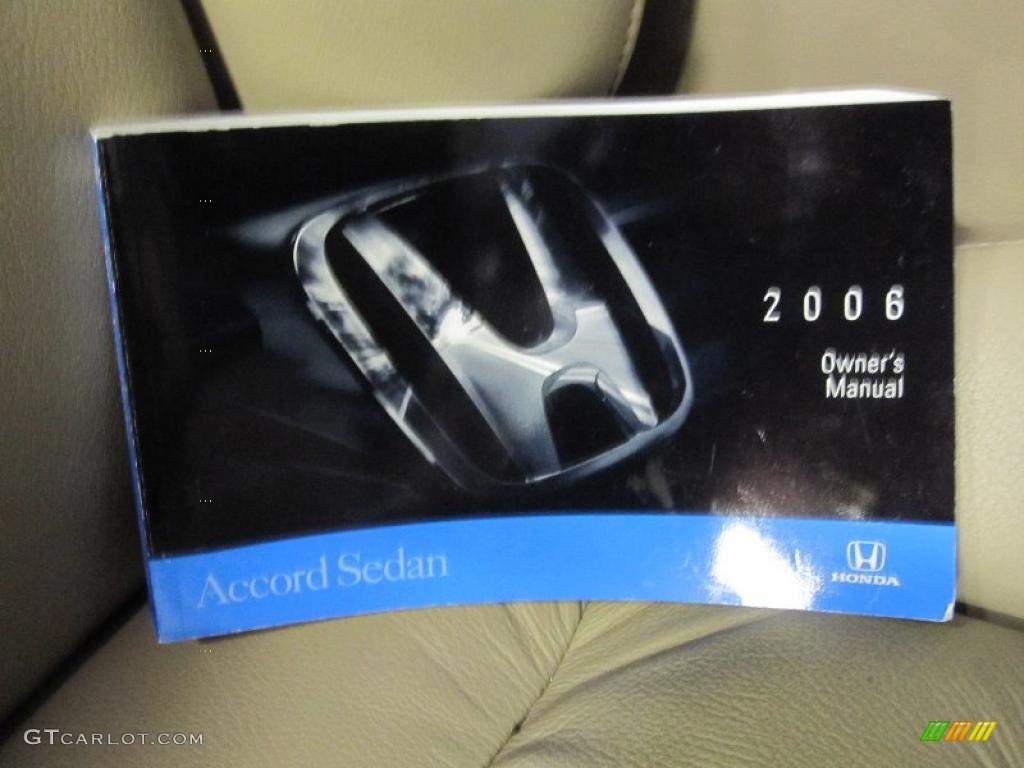 2006
Owner's
Manual
Accord Sedan
HONDA
GTCARLOT.COM